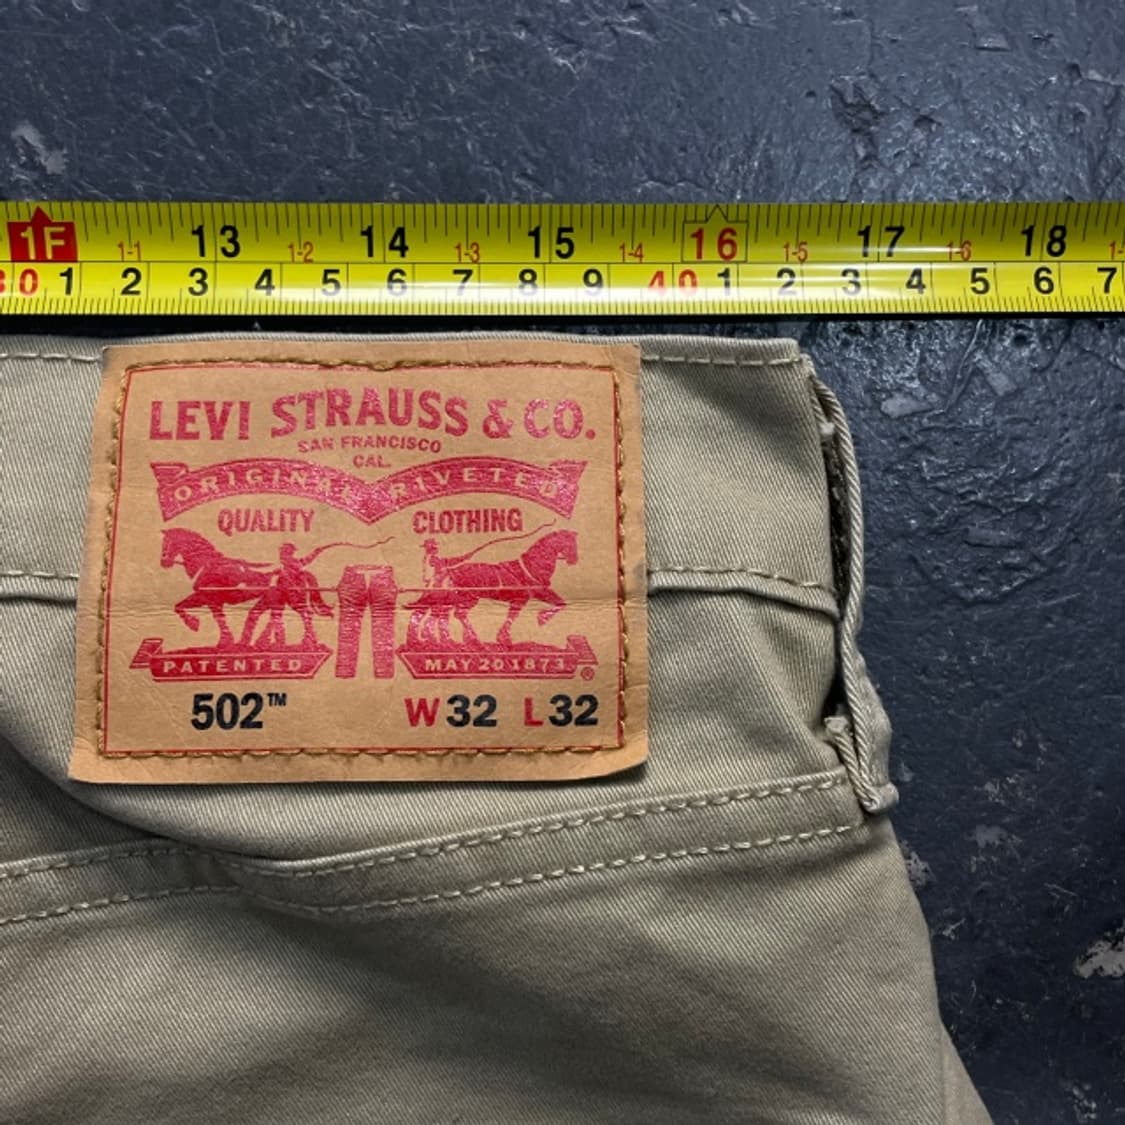 1F 1-1 13 1-2 14 1-3 15 1-4 16 1-5 17 1-6 18
30 1 2 3 4 5 6 7 8 9 40 1 2 3 4 5 6 7
LEVI STRAUSS & CO.
SAN FRANCISCO
CAL.
ORIGINAL RIVETED
QUALITY CLOTHING
PATENTED MAY 20 1873 ®
502™ W32 L32